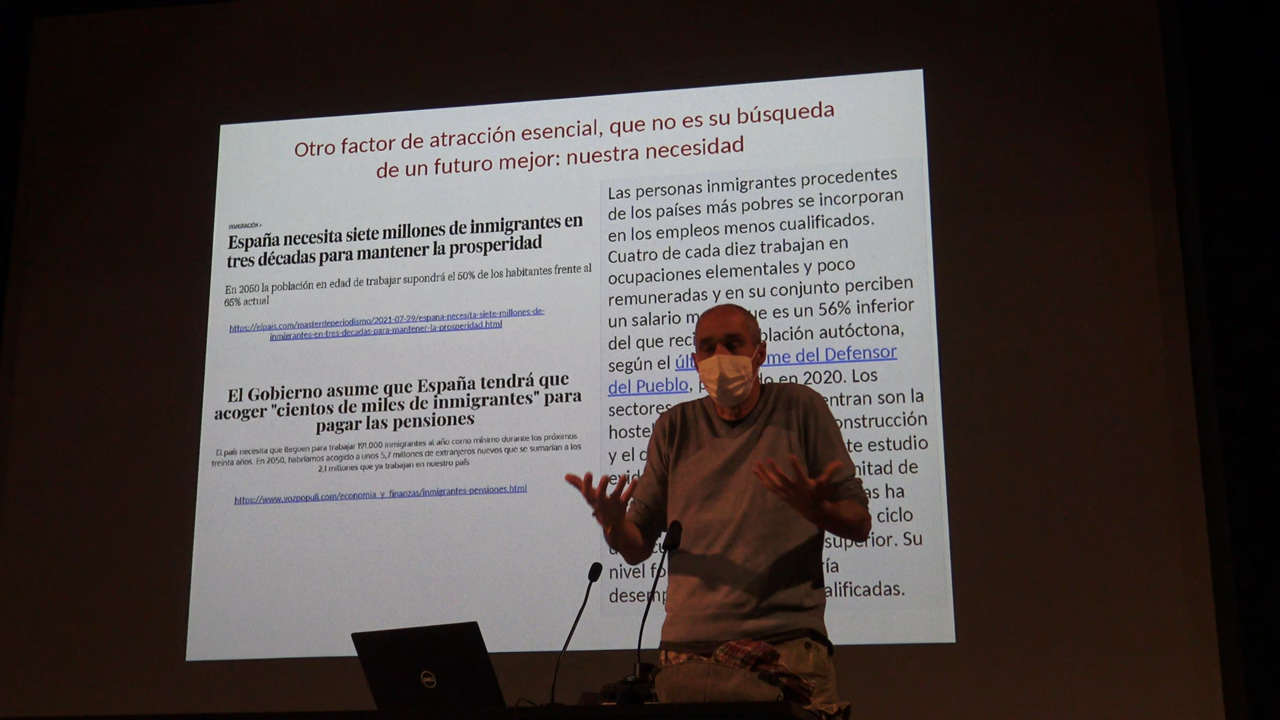 Otro factor de atracción esencial, que no es su búsqueda
de un futuro mejor: nuestra necesidad
INMIGRACIÓN >
España necesita siete millones de inmigrantes en
tres décadas para mantener la prosperidad
En 2050 la población en edad de trabajar supondrá el 50% de los habitantes frente al
65% actual
https://elpais.com/masterdeperiodismo/2021-07-29/espana-necesita-siete-millones-de-
inmigrantes-en-tres-decadas-para-mantener-la-prosperidad.html
El Gobierno asume que España tendrá que
acoger "cientos de miles de inmigrantes" para
pagar las pensiones
El país necesita que lleguen para trabajar 191.000 inmigrantes al año como mínimo durante los próximos
treinta años. En 2050, habríamos acogido a unos 5,7 millones de extranjeros nuevos que se sumarían a los
2,1 millones que ya trabajan en nuestro país
https://www.vozpopuli.com/economia_y_finanzas/inmigrantes-pensiones.html
Las personas inmigrantes procedentes
de los países más pobres se incorporan
en los empleos menos cualificados.
Cuatro de cada diez trabajan en
ocupaciones elementales y poco
remuneradas y en su conjunto perciben
un salario es un 56% inferior
del que autóctona,
según el del Defensor
del Pueblo, en 2020. Los
sectores son la
y el
te estudio
mitad de
ha
ciclo
superior. Su
nivel
DELL